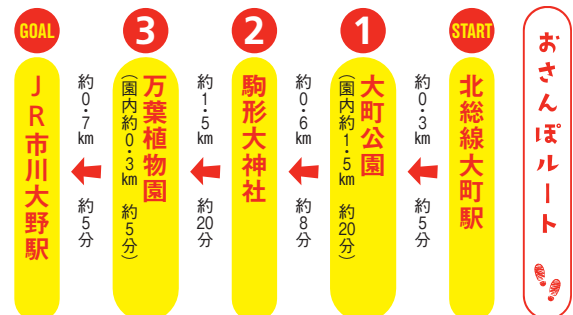 おさんぽルート
START
北総線大町駅
約0.3km
約5分
1
大町公園
(園内約1.5km 約20分)
約0.6km
約8分
2
駒形大神社
約1.5km
約20分
3
万葉植物園
(園内約0.3km 約5分)
約0.7km
約5分
GOAL
JR市川大野駅